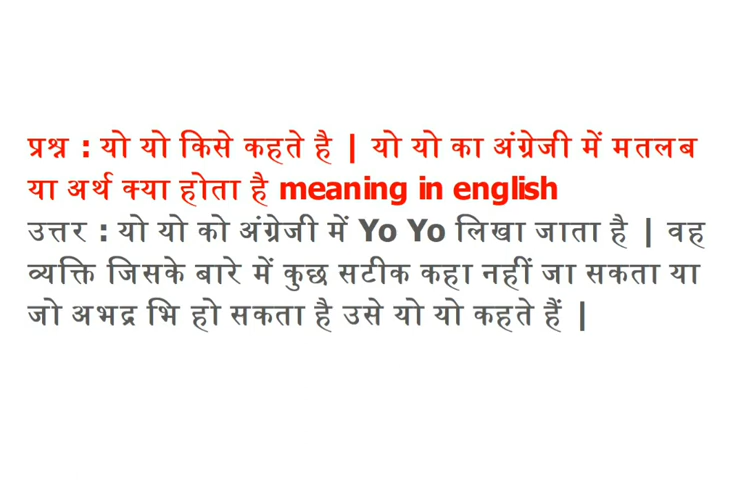 प्रश्न : यो यो किसे कहते है | यो यो का अंग्रेजी में मतलब
या अर्थ क्या होता है meaning in english
उत्तर : यो यो को अंग्रेजी में Yo Yo लिखा जाता है | वह
व्यक्ति जिसके बारे में कुछ सटीक कहा नहीं जा सकता या
जो अभद्र भि हो सकता है उसे यो यो कहते हैं |